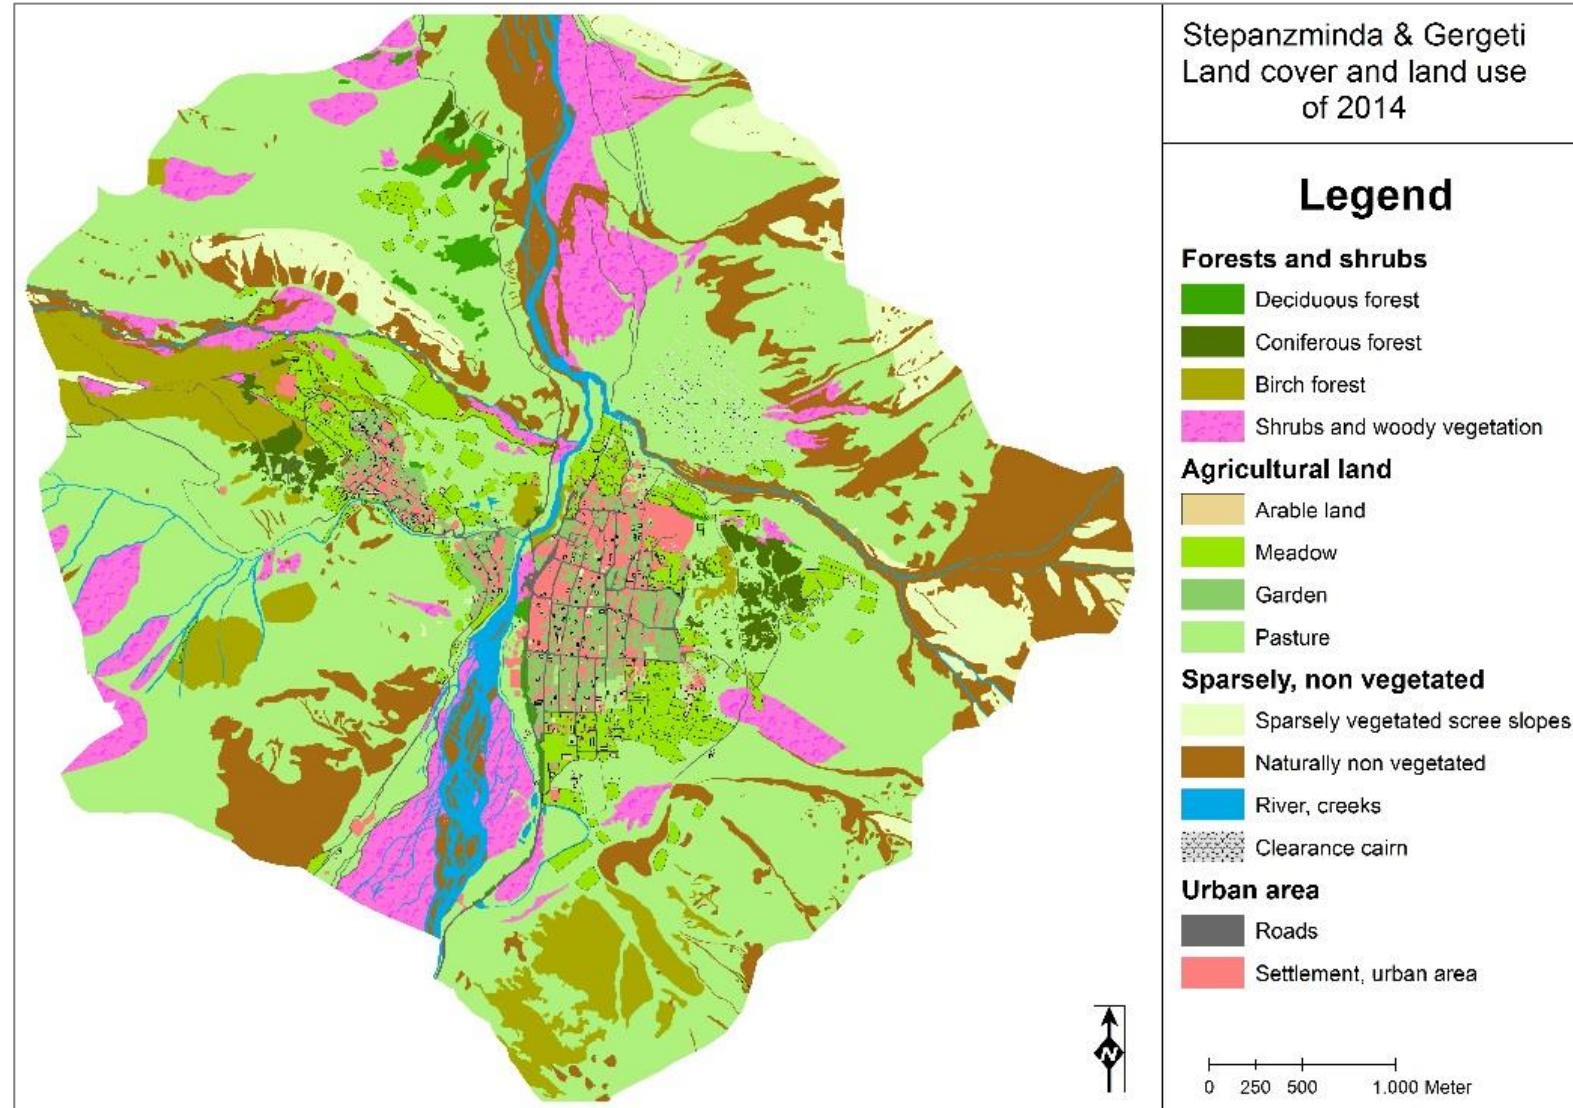 Stepanzminda & Gergeti
Land cover and land use
of 2014
Legend
Forests and shrubs
Deciduous forest
Coniferous forest
Birch forest
Shrubs and woody vegetation
Agricultural land
Arable land
Meadow
Garden
Pasture
Sparsely, non vegetated
Sparsely vegetated scree slopes
Naturally non vegetated
River, creeks
Clearance cairn
Urban area
Roads
Settlement, urban area
N
0 250 500 1.000 Meter